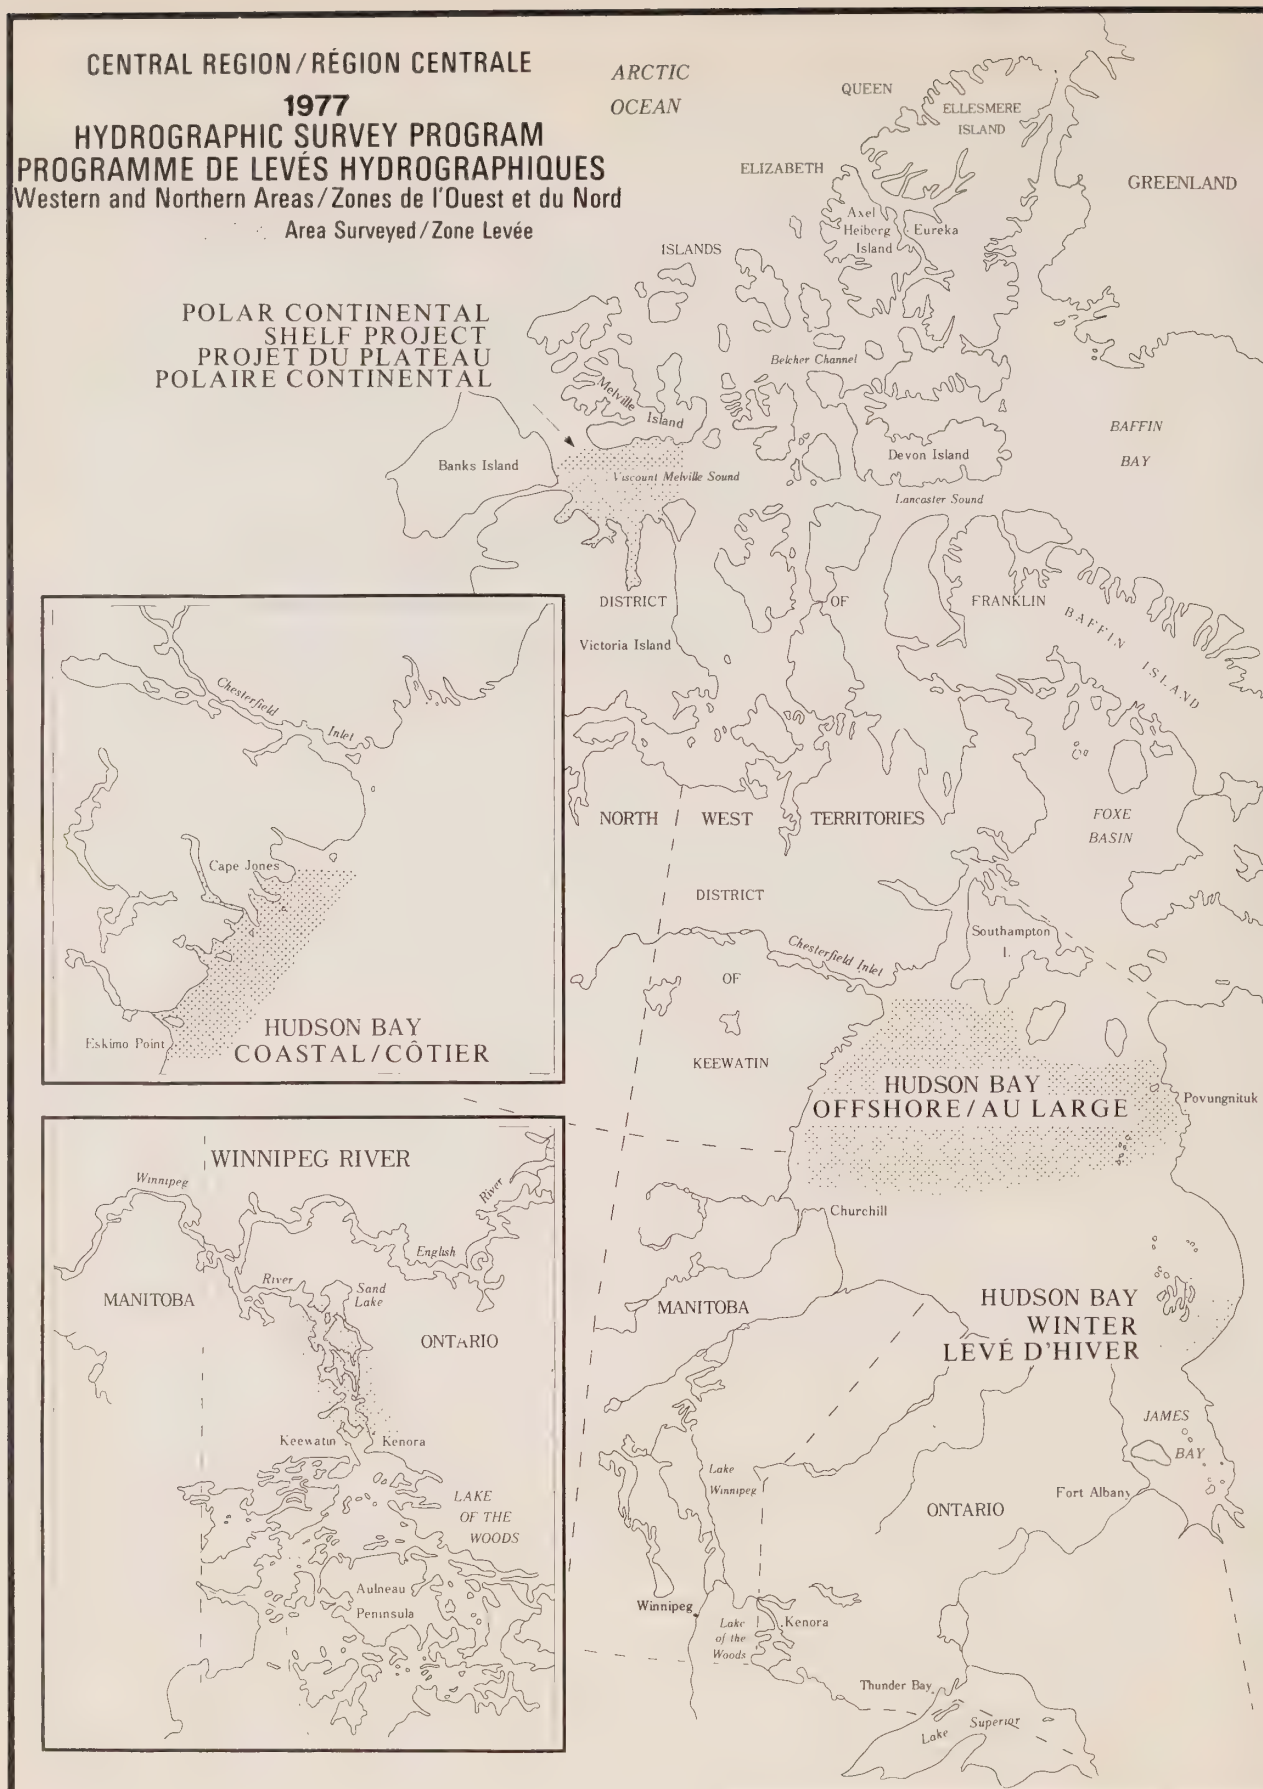 CENTRAL REGION/RÉGION CENTRALE
1977
HYDROGRAPHIC SURVEY PROGRAM
PROGRAMME DE LEVÉS HYDROGRAPHIQUES
Western and Northern Areas/Zones de l'Ouest et du Nord
Area Surveyed/Zone Levée
ARCTIC
OCEAN
QUEEN
ELLESMERE
ISLAND
ELIZABETH
GREENLAND
Axel
Heiberg
Island
Eureka
ISLANDS
POLAR CONTINENTAL
SHELF PROJECT
PROJET DU PLATEAU
POLAIRE CONTINENTAL
Belcher Channel
Melville
Island
BAFFIN
BAY
Banks Island
Viscount Melville Sound
Devon Island
Lancaster Sound
DISTRICT
OF
FRANKLIN
BAFFIN
ISLAND
Victoria Island
Chesterfield
Inlet
Cape Jones
Eskimo Point
HUDSON BAY
COASTAL/CÔTIER
NORTH
WEST
TERRITORIES
FOXE
BASIN
DISTRICT
Southampton
I.
Chesterfield Inlet
OF
KEEWATIN
HUDSON BAY
OFFSHORE/AU LARGE
Povungnituk
Churchill
WINNIPEG RIVER
Winnipeg
River
English
River
Sand
Lake
MANITOBA
ONTARIO
Keewatin
Kenora
LAKE
OF THE
WOODS
Aulneau
Peninsula
MANITOBA
HUDSON BAY
WINTER
LEVÉ D'HIVER
JAMES
BAY
Lake
Winnipeg
Fort Albany
ONTARIO
Winnipeg
Lake
of the
Woods
Kenora
Thunder Bay
Lake
Superior